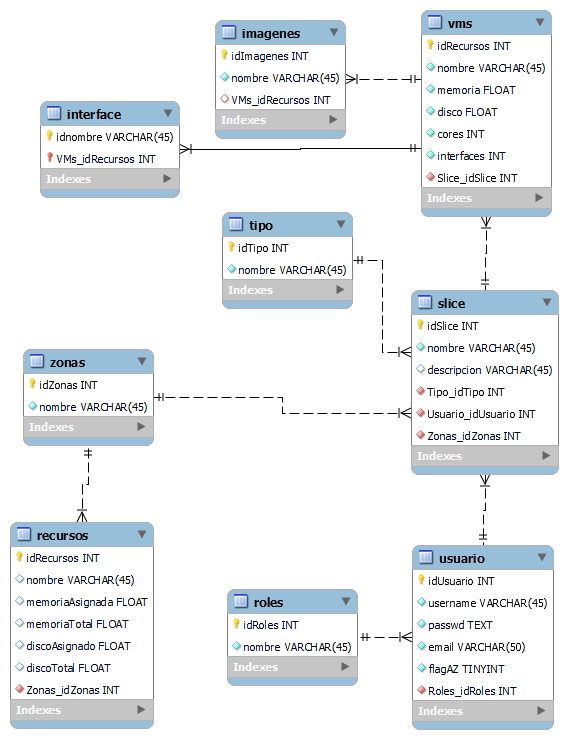 imagenes
idImagenes INT
nombre VARCHAR(45)
VMs_idRecursos INT
Indexes
vms
idRecursos INT
nombre VARCHAR(45)
memoria FLOAT
disco FLOAT
cores INT
interfaces INT
Slice_idSlice INT
Indexes
interface
idnombre VARCHAR(45)
VMs_idRecursos INT
Indexes
tipo
idTipo INT
nombre VARCHAR(45)
Indexes
slice
idSlice INT
nombre VARCHAR(45)
descripcion VARCHAR(45)
Tipo_idTipo INT
Usuario_idUsuario INT
Zonas_idZonas INT
Indexes
zonas
idZonas INT
nombre VARCHAR(45)
Indexes
recursos
idRecursos INT
nombre VARCHAR(45)
memoriaAsignada FLOAT
memoriaTotal FLOAT
discoAsignado FLOAT
discoTotal FLOAT
Zonas_idZonas INT
Indexes
roles
idRoles INT
nombre VARCHAR(45)
Indexes
usuario
idUsuario INT
username VARCHAR(45)
passwd TEXT
email VARCHAR(50)
flagAZ TINYINT
Roles_idRoles INT
Indexes